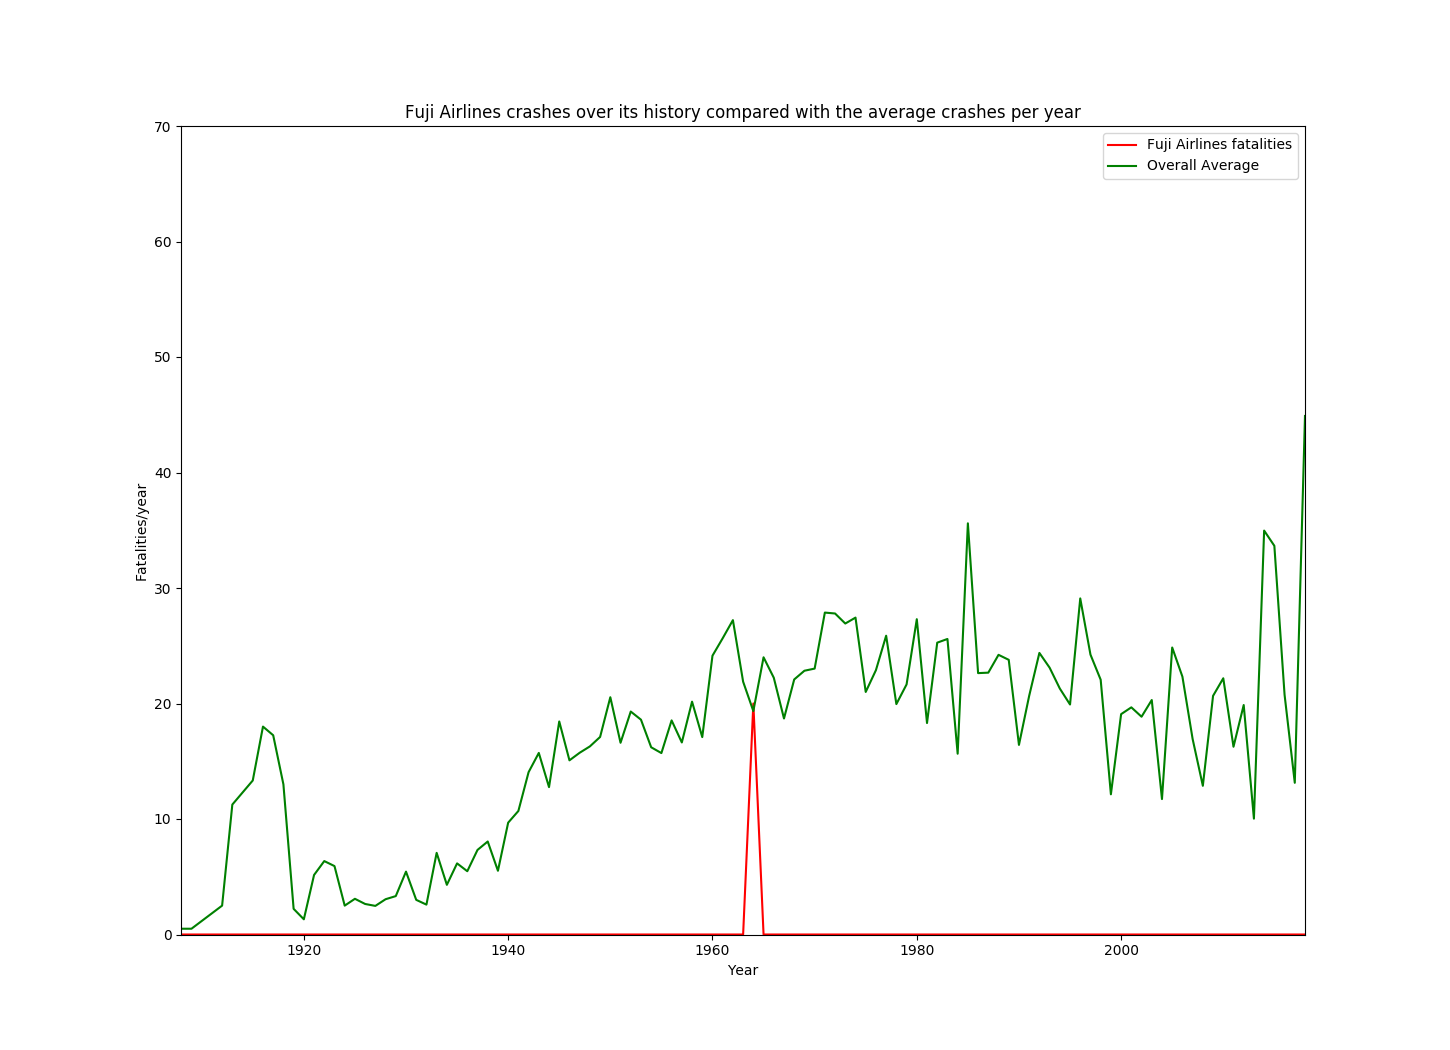 Fuji Airlines crashes over its history compared with the average crashes per year
70
Fuji Airlines fatalities
Overall Average
60
50
40
Fatalities/year
30
20
10
0
1920 1940 1960 1980 2000
Year